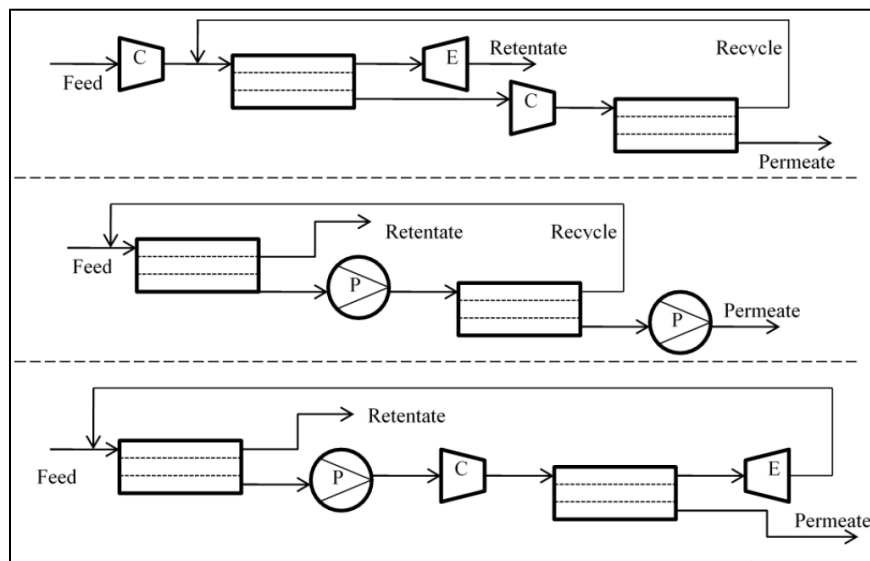 C
E
Retentate
Recycle
Feed
C
Permeate
Retentate
Recycle
Feed
P
P
Permeate
Retentate
Feed
P
C
E
Permeate